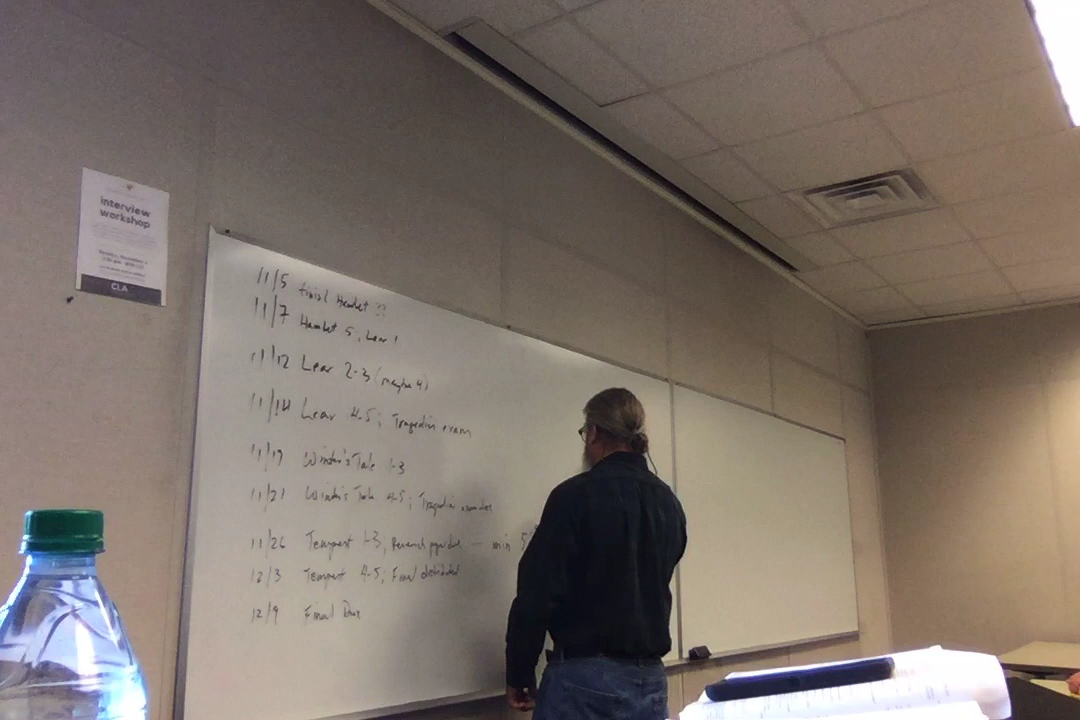 interview
workshop
CLA
11/5 finish Hamlet
11/7 Hamlet 5, Lear 1
11/12 Lear 2-3 (maybe 4)
11/14 Lear 4-5; Tragedies exam
11/19 Winter's Tale 1-3
11/21 Winter's Tale 4-5; Tragedies exam due
11/26 Tempest 1-3, Research paper due - min 5
12/3 Tempest 4-5; Final distributed
12/9 Final Due